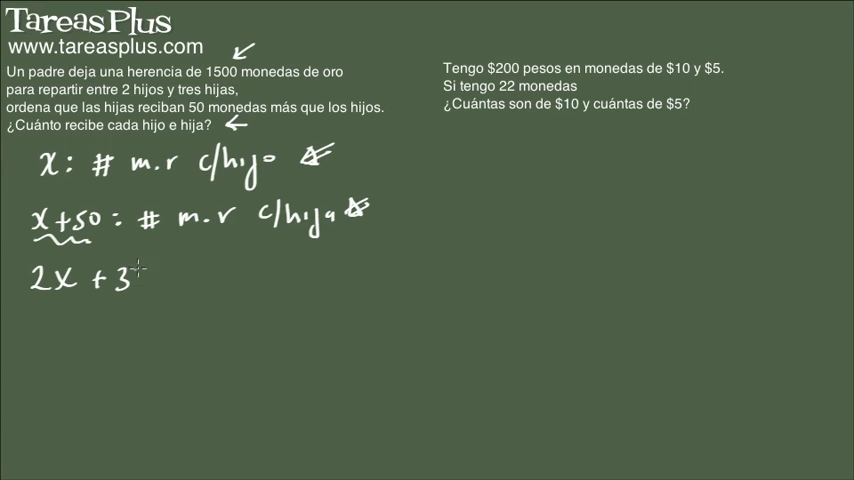 TareasPlus
www.tareasplus.com
Un padre deja una herencia de 1500 monedas de oro
para repartir entre 2 hijos y tres hijas,
ordena que las hijas reciban 50 monedas más que los hijos.
¿Cuánto recibe cada hijo e hija?
x: # m.r c/hijo
x+50: # m.r c/hija
2x + 3
Tengo $200 pesos en monedas de $10 y $5.
Si tengo 22 monedas
¿Cuántas son de $10 y cuántas de $5?